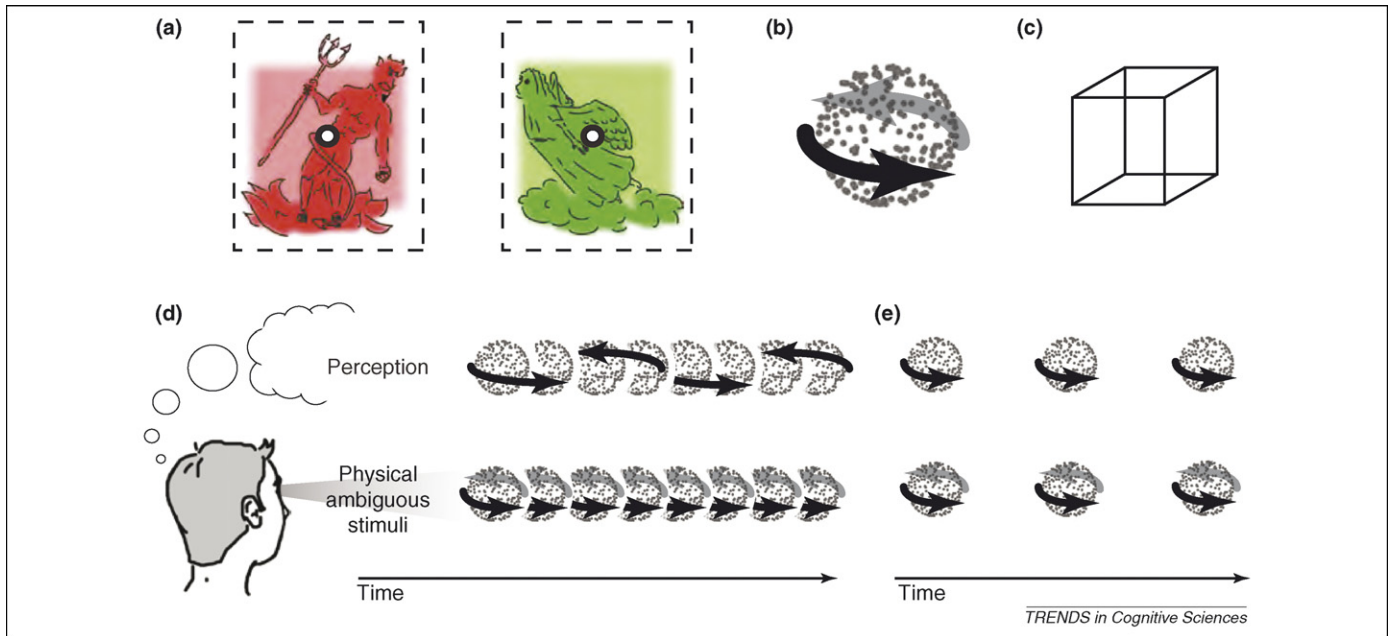 (a)
(b)
(c)
(d)
Perception
(e)
Physical
ambiguous
stimuli
Time
Time
TRENDS in Cognitive Sciences